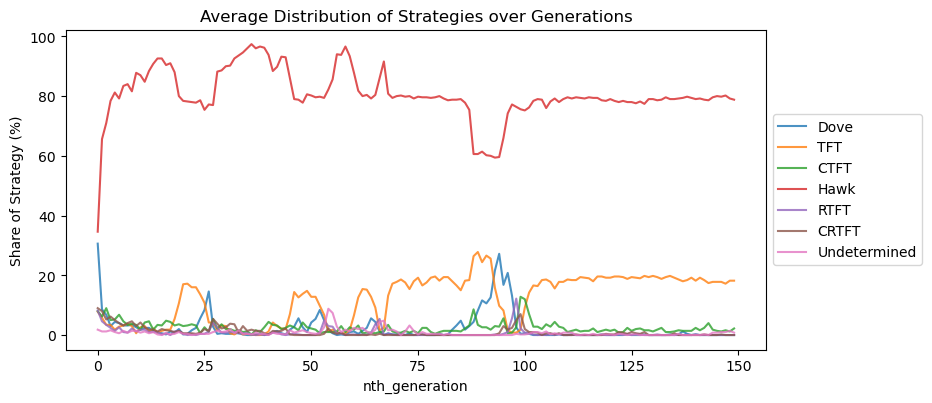 Average Distribution of Strategies over Generations
Share of Strategy (%)
100
80
60
40
20
0
0 25 50 75 100 125 150
nth_generation
Dove
TFT
CTFT
Hawk
RTFT
CRTFT
Undetermined